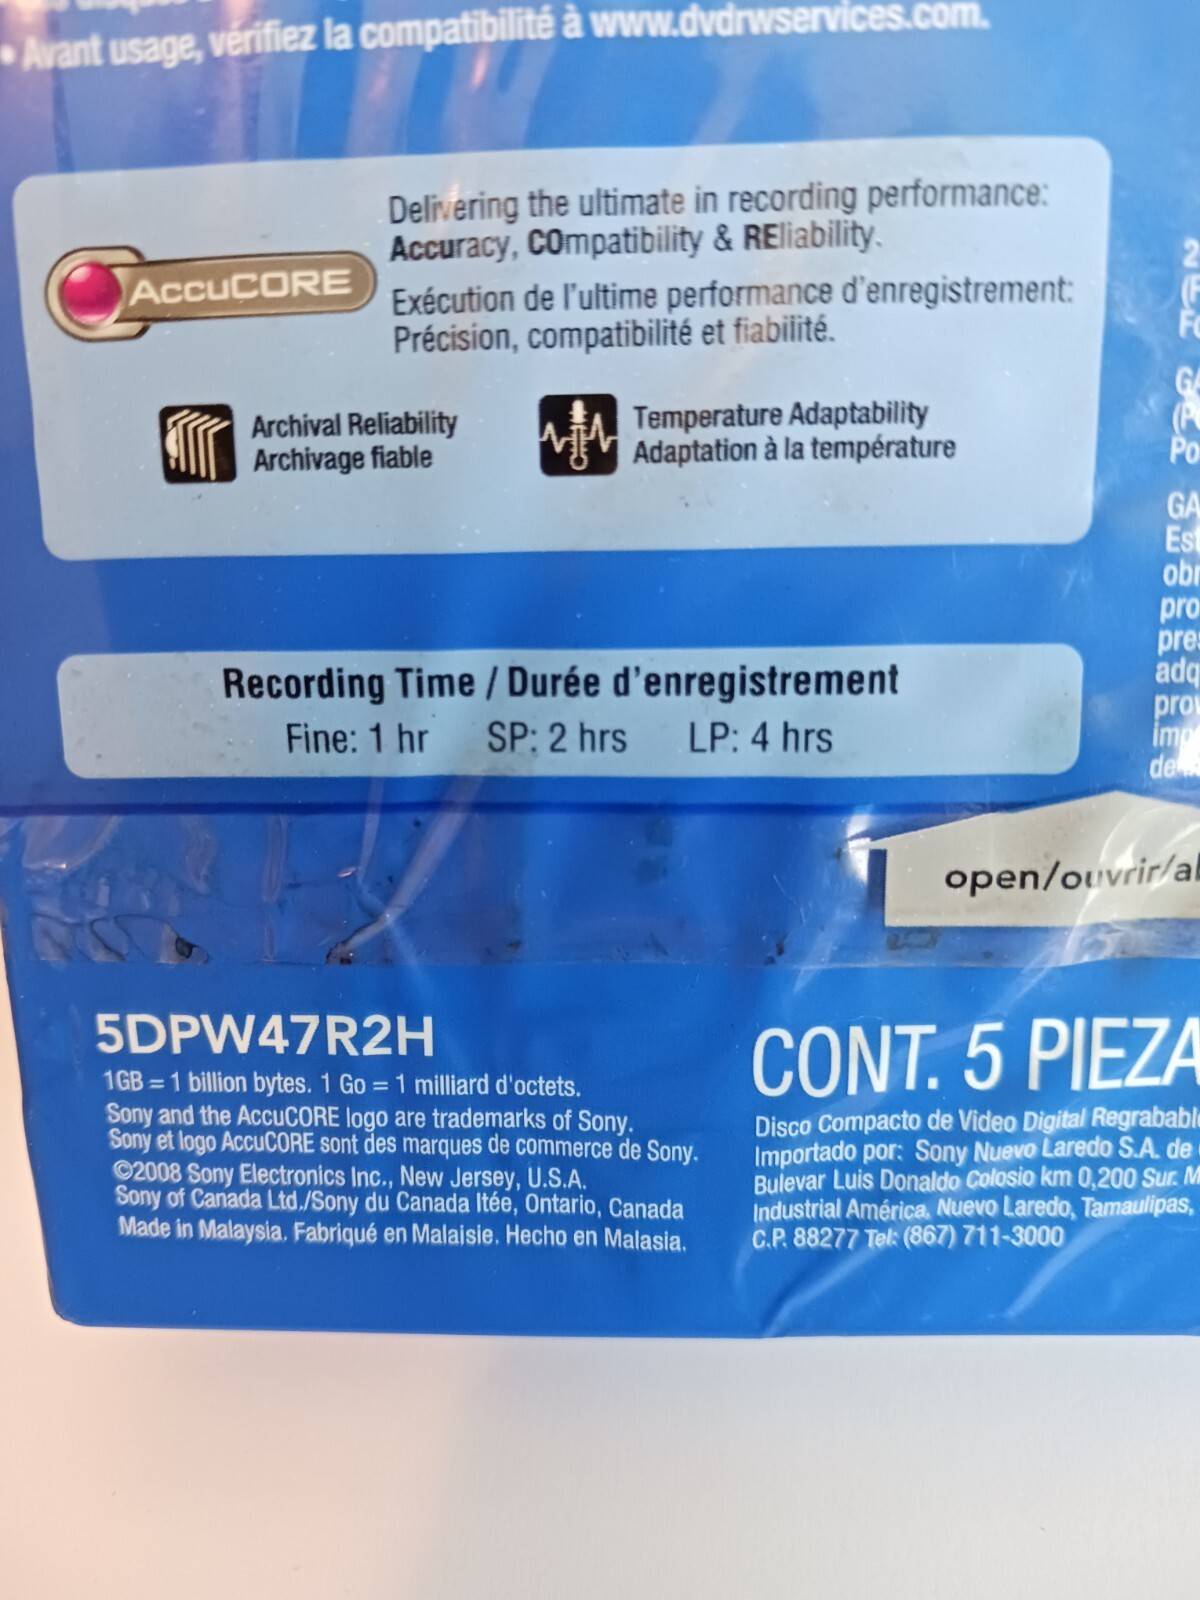 • Avant usage, vérifiez la compatibilité à www.dvdrwservices.com.
AccuCORE
Delivering the ultimate in recording performance:
Accuracy, COmpatibility & REliability.
Exécution de l'ultime performance d'enregistrement:
Précision, compatibilité et fiabilité.
Archival Reliability
Archivage fiable
Temperature Adaptability
Adaptation à la température
Recording Time / Durée d'enregistrement
Fine: 1 hr SP: 2 hrs LP: 4 hrs
open/ouvrir/
5DPW47R2H
1GB = 1 billion bytes. 1 Go = 1 milliard d'octets.
Sony and the AccuCORE logo are trademarks of Sony.
Sony et logo AccuCORE sont des marques de commerce de Sony.
©2008 Sony Electronics Inc., New Jersey, U.S.A.
Sony of Canada Ltd./Sony du Canada ltée, Ontario, Canada
Made in Malaysia. Fabriqué en Malaisie. Hecho en Malasia.
CONT. 5 PIEZA
Disco Compacto de Video Digital Regrababl
Importado por: Sony Nuevo Laredo S.A. de
Bulevar Luis Donaldo Colosio km 0,200 Sur.
Industrial América, Nuevo Laredo, Tamaulipas,
C.P. 88277 Tel: (867) 711-3000